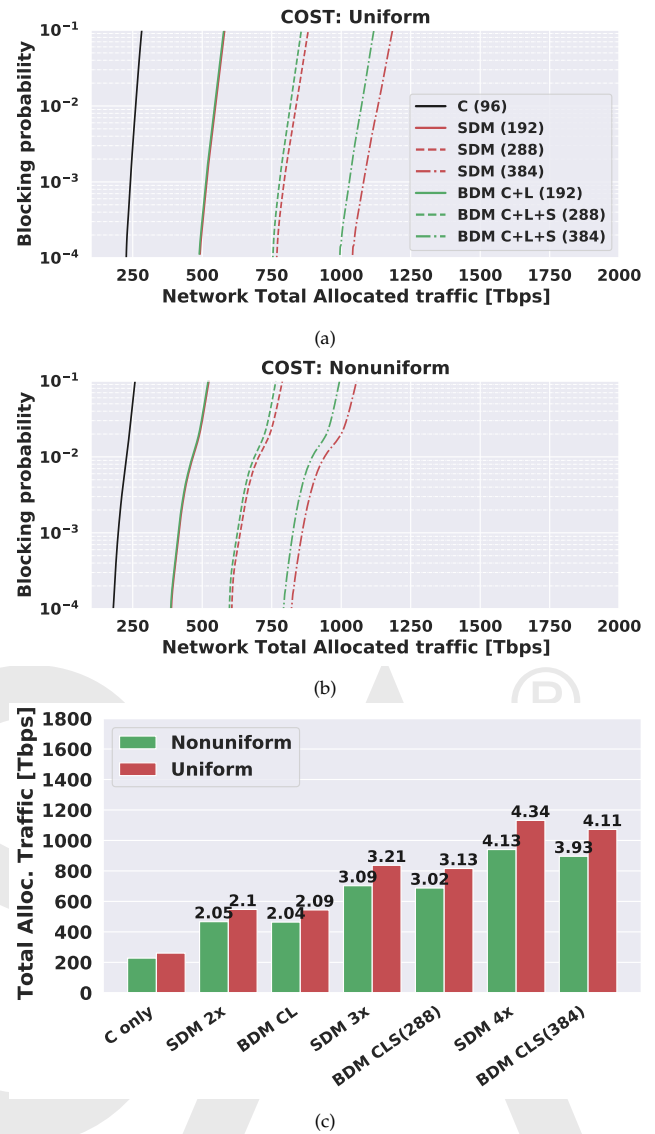 COST: Uniform
Blocking probability
10−1
10−2
10−3
10−4
C (96)
SDM (192)
SDM (288)
SDM (384)
BDM C+L (192)
BDM C+L+S (288)
BDM C+L+S (384)
250 500 750 1000 1250 1500 1750 2000
Network Total Allocated traffic [Tbps]
(a)
COST: Nonuniform
Blocking probability
10−1
10−2
10−3
10−4
250 500 750 1000 1250 1500 1750 2000
Network Total Allocated traffic [Tbps]
(b)
Total Alloc. Traffic [Tbps]
1800
1600
1400
1200
1000
800
600
400
200
0
Nonuniform
Uniform
2.05 2.1 2.04 2.09 3.09 3.21 3.02 3.13 4.13 4.34 3.93 4.11
C only
SDM 2x
BDM CL
SDM 3x
BDM CLS(288)
SDM 4x
BDM CLS(384)
(c)
®